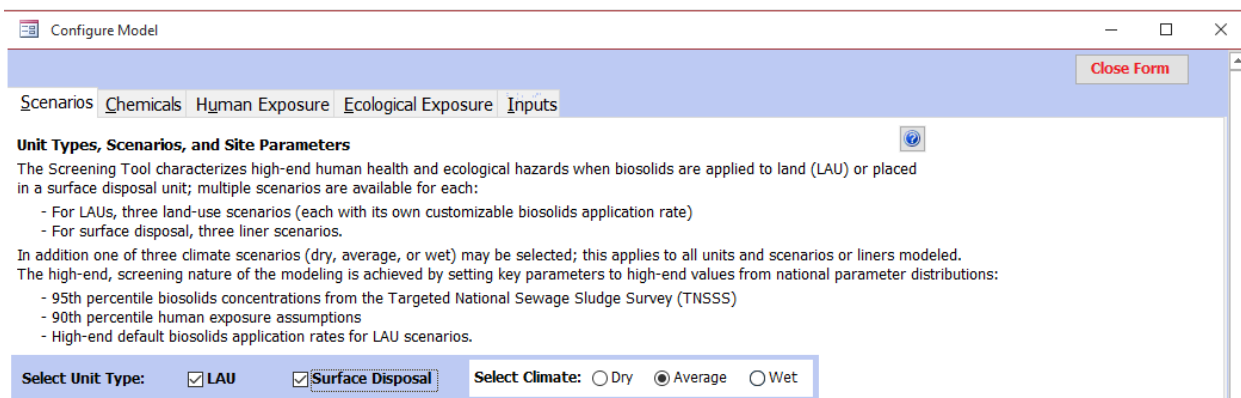 Configure Model
Close Form
Scenarios Chemicals Human Exposure Ecological Exposure Inputs
Unit Types, Scenarios, and Site Parameters
The Screening Tool characterizes high-end human health and ecological hazards when biosolids are applied to land (LAU) or placed
in a surface disposal unit; multiple scenarios are available for each:
- For LAUs, three land-use scenarios (each with its own customizable biosolids application rate)
- For surface disposal, three liner scenarios.
In addition one of three climate scenarios (dry, average, or wet) may be selected; this applies to all units and scenarios or liners modeled.
The high-end, screening nature of the modeling is achieved by setting key parameters to high-end values from national parameter distributions:
- 95th percentile biosolids concentrations from the Targeted National Sewage Sludge Survey (TNSSS)
- 90th percentile human exposure assumptions
- High-end default biosolids application rates for LAU scenarios.
Select Unit Type: LAU Surface Disposal Select Climate: Dry Average Wet